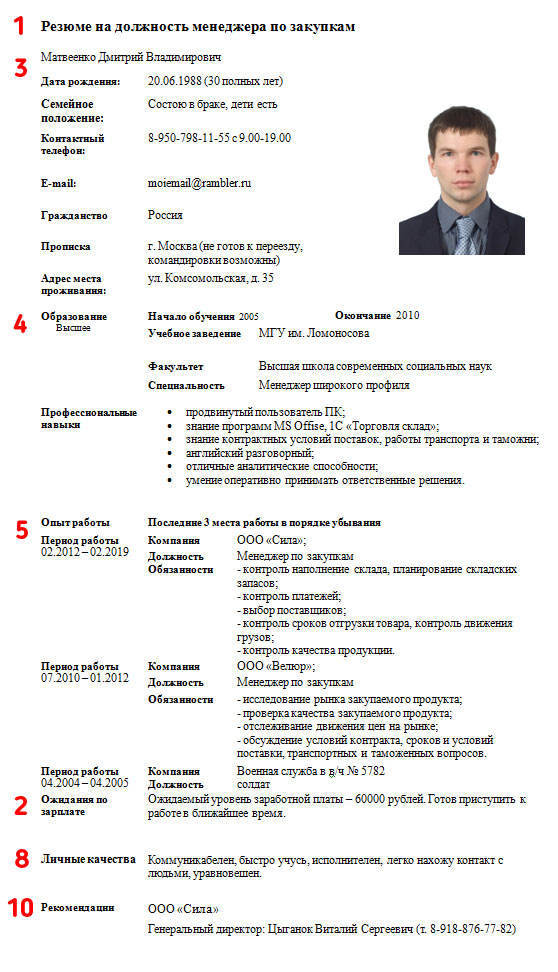 1 Резюме на должность менеджера по закупкам
3 Матвеенко Дмитрий Владимирович
Дата рождения: 20.06.1988 (30 полных лет)
Семейное положение: Состою в браке, дети есть
Контактный телефон: 8-950-798-11-55 с 9.00-19.00
E-mail: moiemail@rambler.ru
Гражданство Россия
Прописка г. Москва (не готов к переезду,
командировки возможны)
Адрес места проживания: ул. Комсомольская, д. 35
4 Образование Начало обучения 2005 Окончание 2010
Высшее Учебное заведение МГУ им. Ломоносова
Факультет Высшая школа современных социальных наук
Специальность Менеджер широкого профиля
Профессиональные навыки • продвинутый пользователь ПК;
• знание программ MS Offise, 1С «Торговля склад»;
• знание контрактных условий поставок, работы транспорта и таможни;
• английский разговорный;
• отличные аналитические способности;
• умение оперативно принимать ответственные решения.
5 Опыт работы Последние 3 места работы в порядке убывания
Период работы Компания ООО «Сила»;
02.2012 – 02.2019 Должность Менеджер по закупкам
Обязанности - контроль наполнение склада, планирование складских
запасов;
- контроль платежей;
- выбор поставщиков;
- контроль сроков отгрузки товара, контроль движения
грузов;
- контроль качества продукции.
Период работы Компания ООО «Велюр»;
07.2010 – 01.2012 Должность Менеджер по закупкам
Обязанности - исследование рынка закупаемого продукта;
- проверка качества закупаемого продукта;
- отслеживание движения цен на рынке;
- обсуждение условий контракта, сроков и условий
поставки, транспортных и таможенных вопросов.
Период работы Компания Военная служба в в/ч № 5782
04.2004 – 04.2005 Должность солдат
2 Ожидания по зарплате Ожидаемый уровень заработной платы – 60000 рублей. Готов приступить к
работе в ближайшее время.
8 Личные качества Коммуникабелен, быстро учусь, исполнителен, легко нахожу контакт с
людьми, уравновешен.
10 Рекомендации ООО «Сила»
Генеральный директор: Цыганок Виталий Сергеевич (т. 8-918-876-77-82)